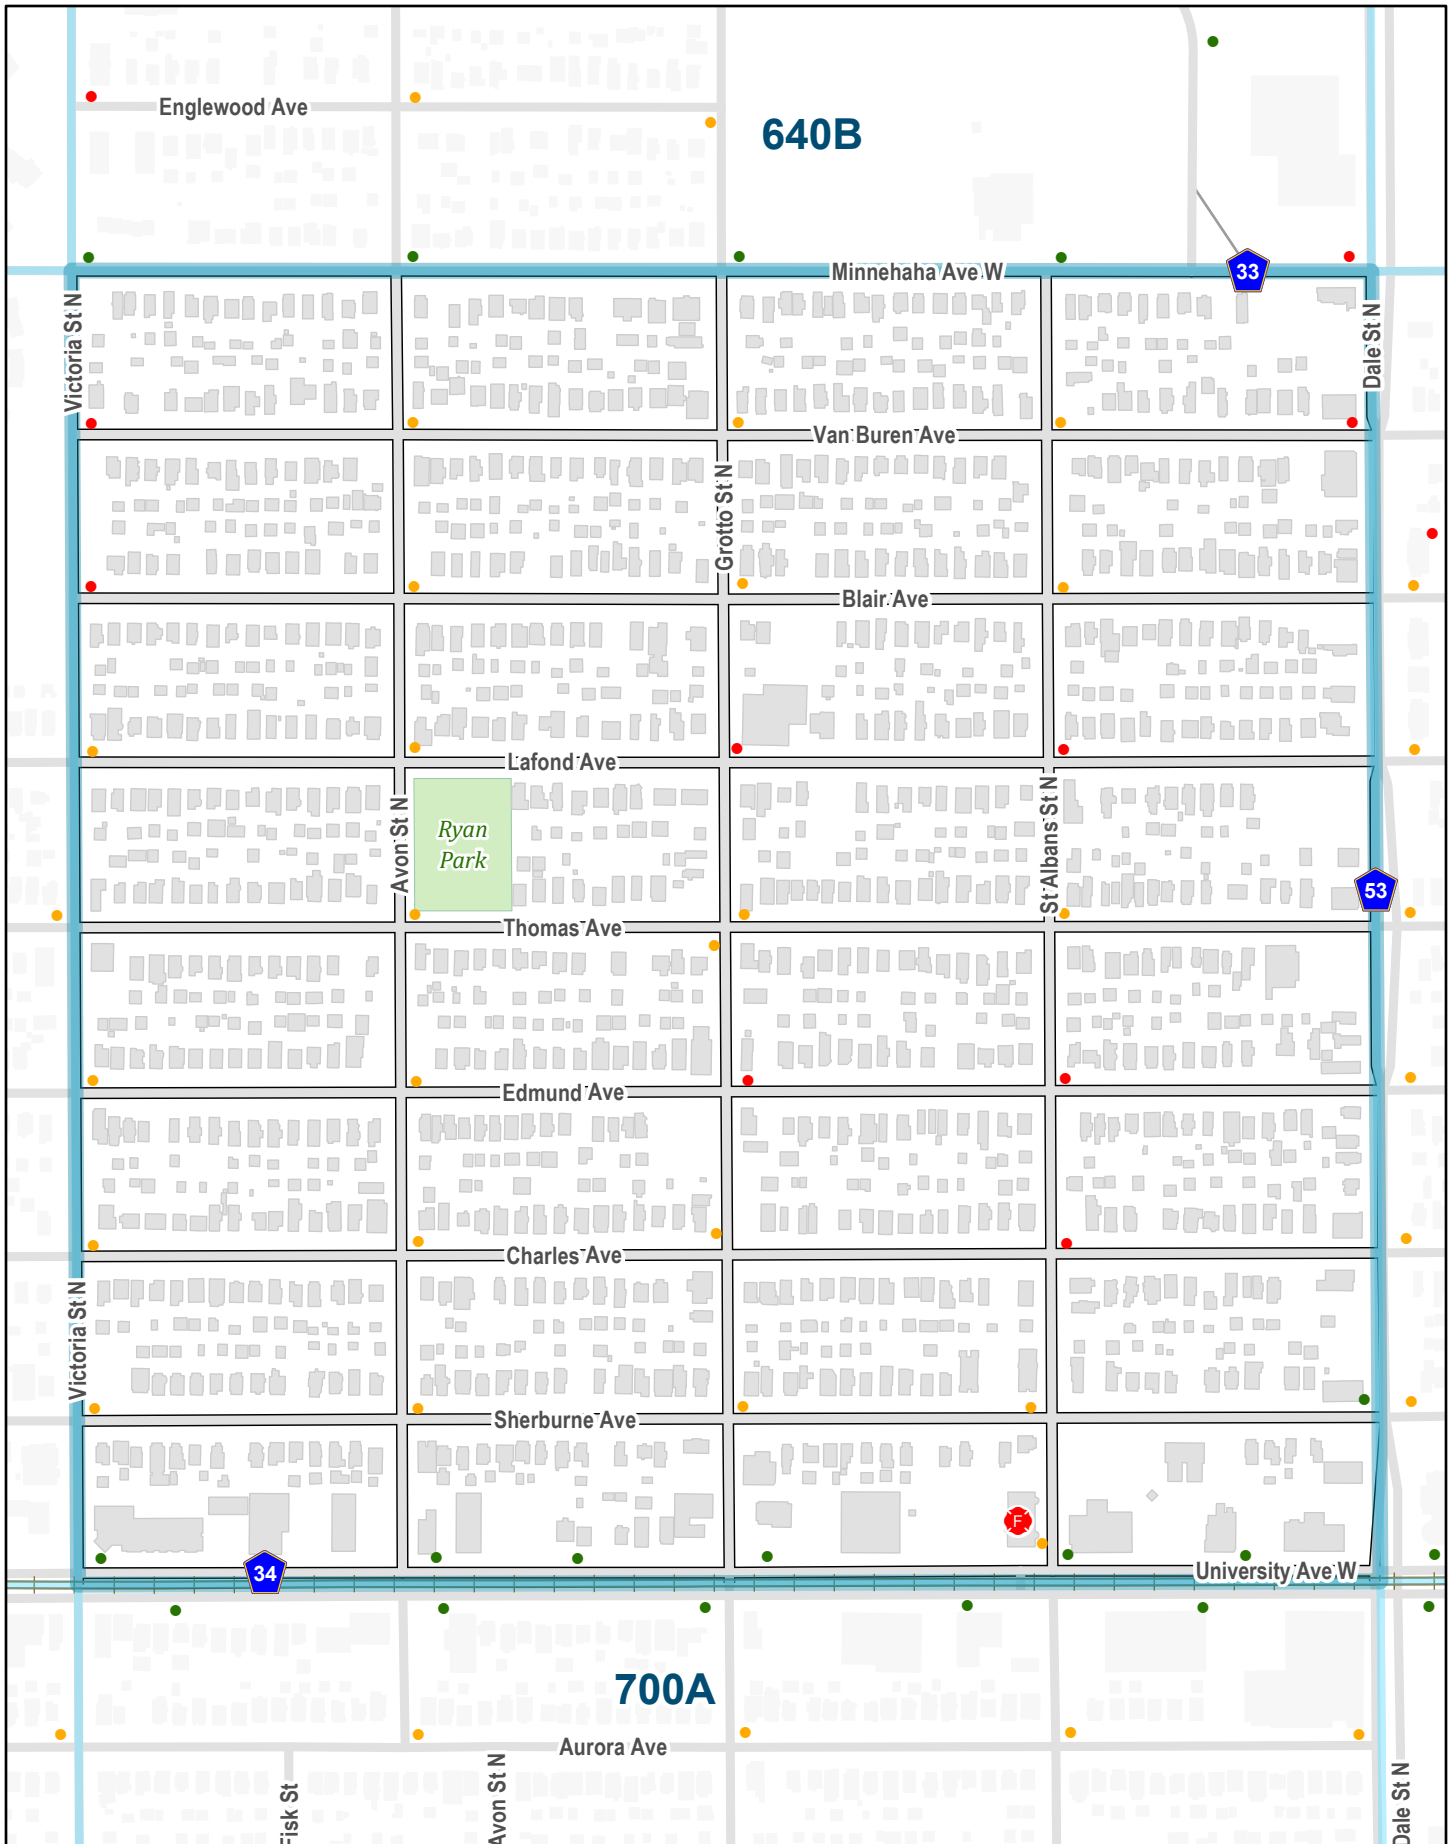 Englewood Ave
640B
Minnehaha Ave W
33
Victoria St N
Dale St N
Van Buren Ave
Grotto St N
Blair Ave
Lafond Ave
Ryan
Park
Avon St N
St Albans St N
53
Thomas Ave
Edmund Ave
Charles Ave
Victoria St N
Sherburne Ave
F
34
University Ave W
700A
Aurora Ave
Fisk St
Avon St N
Dale St N